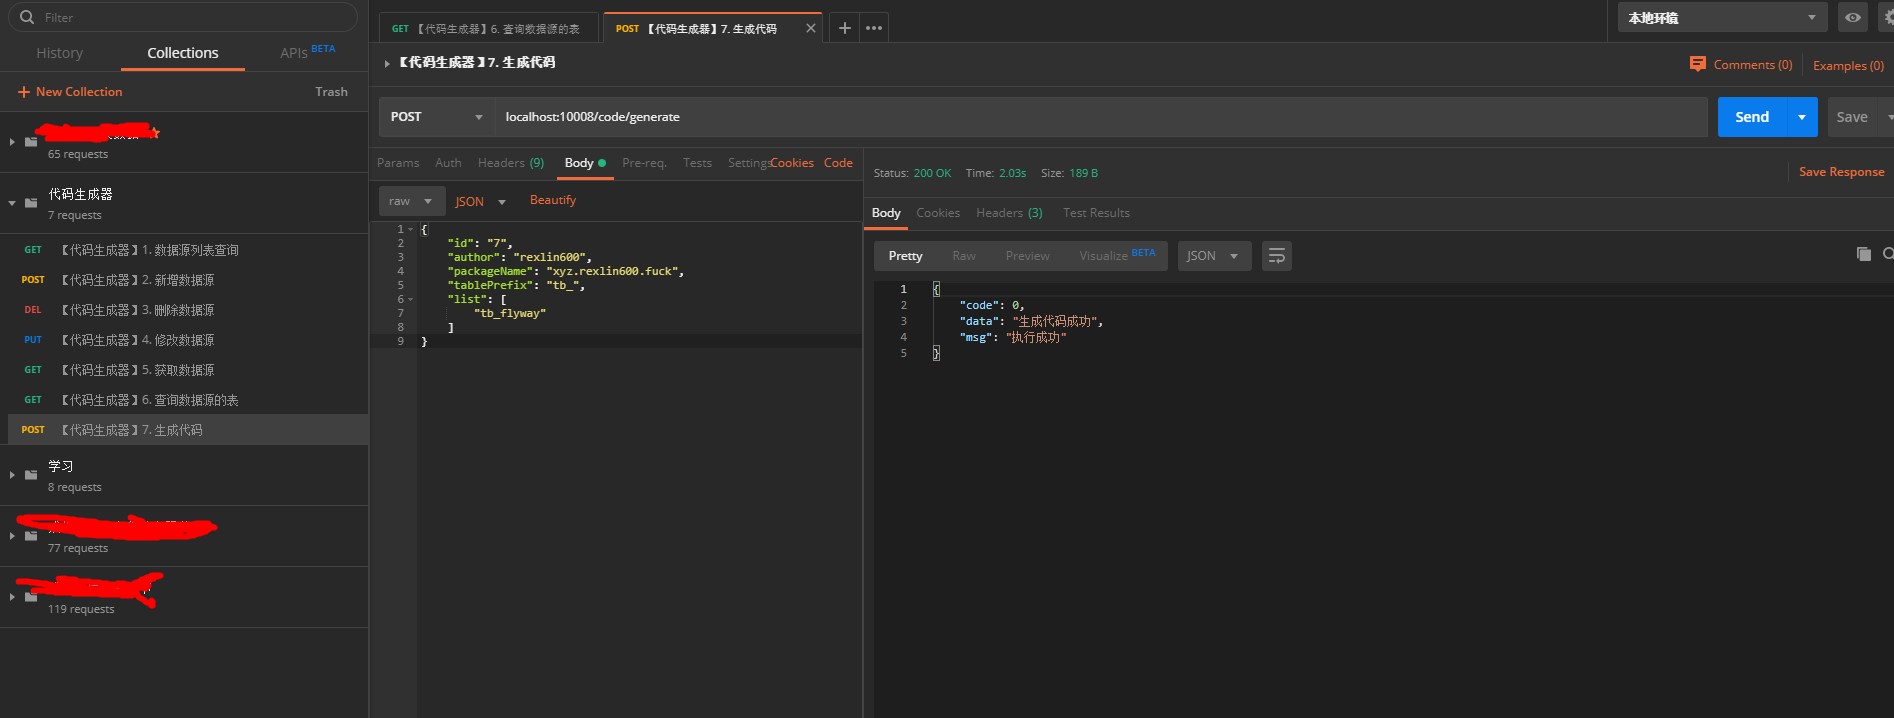 Filter
History
Collections
APIs BETA
New Collection
Trash
65 requests
代码生成器
7 requests
GET 【代码生成器】1. 数据源列表查询
POST 【代码生成器】2. 新增数据源
DEL 【代码生成器】3. 删除数据源
PUT 【代码生成器】4. 修改数据源
GET 【代码生成器】5. 获取数据源
GET 【代码生成器】6. 查询数据源的表
POST 【代码生成器】7. 生成代码
学习
8 requests
77 requests
119 requests
GET 【代码生成器】6. 查询数据源的表
POST 【代码生成器】7. 生成代码
本地环境
【代码生成器】7. 生成代码
Comments (0)
Examples (0)
POST
localhost:10008/code/generate
Send
Save
Params Auth Headers (9) Body Pre-req. Tests Settings Cookies Code
raw JSON Beautify
1 {
2 "id": "7",
3 "author": "rexlin600",
4 "packageName": "xyz.rexlin600.fuck",
5 "tablePrefix": "tb_",
6 "list": [
7 "tb_flyway"
8 ]
9 }
Status: 200 OK Time: 2.03s Size: 189 B
Save Response
Body Cookies Headers (3) Test Results
Pretty Raw Preview Visualize BETA JSON
1 {
2 "code": 0,
3 "data": "生成代码成功",
4 "msg": "执行成功"
5 }